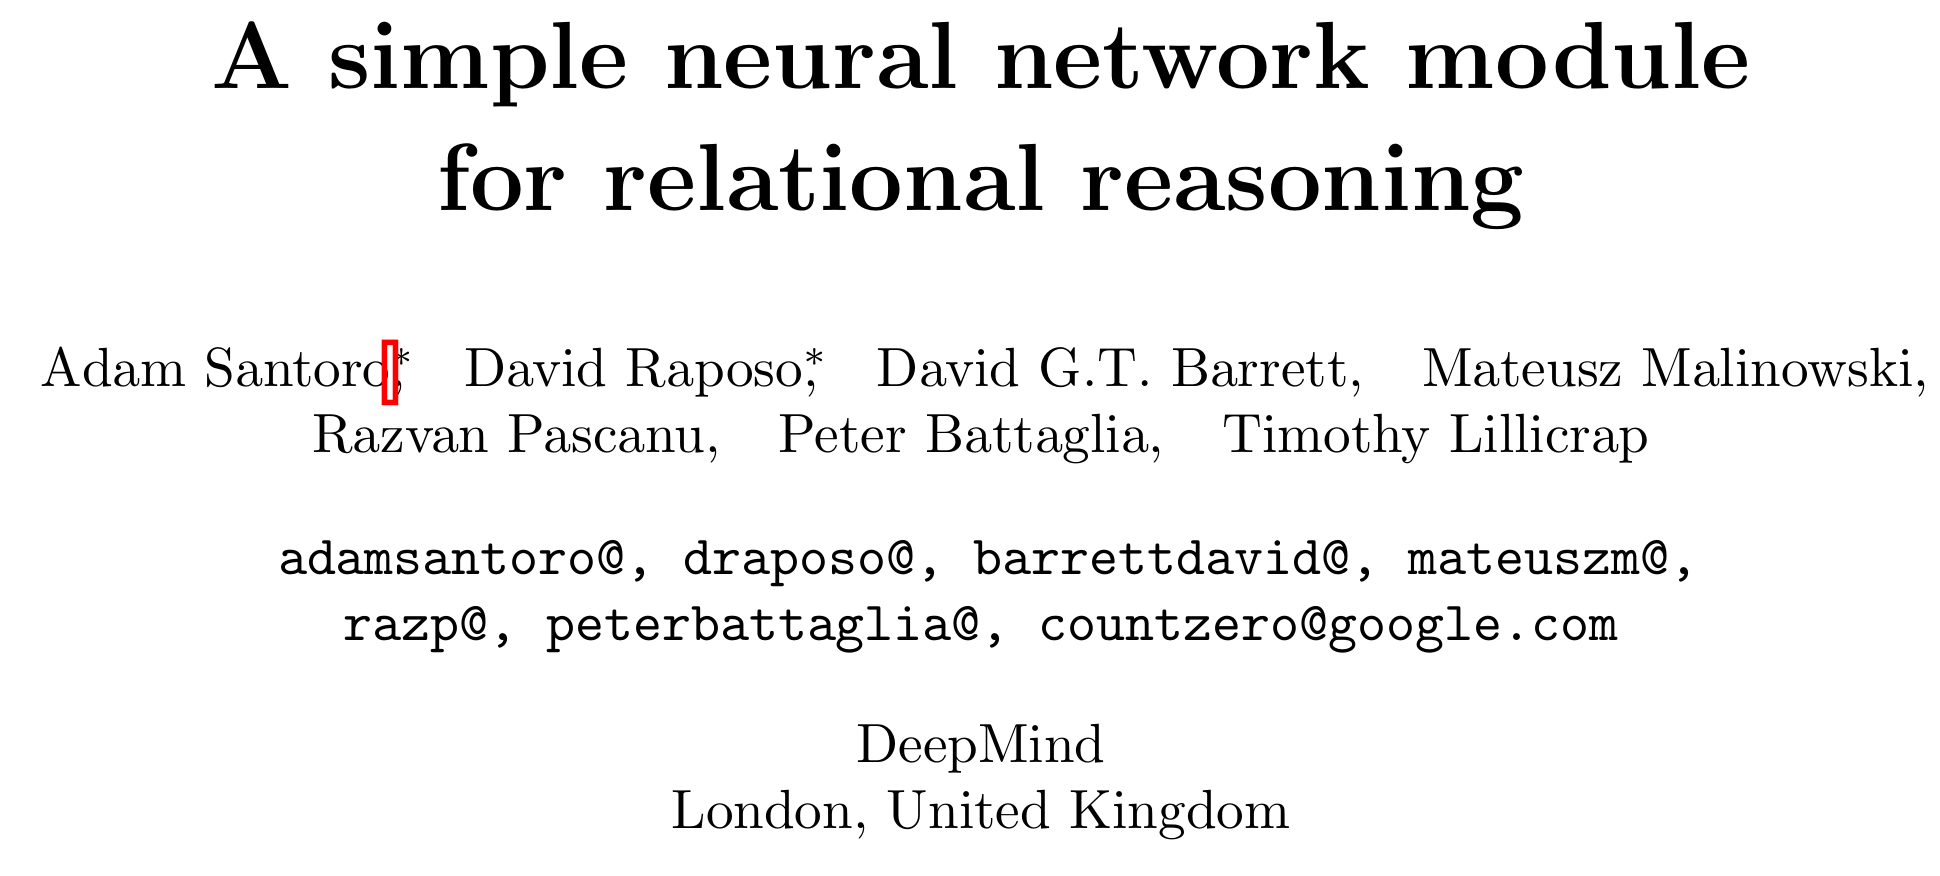 A simple neural network module
for relational reasoning
Adam Santoro,* David Raposo,* David G.T. Barrett, Mateusz Malinowski,
Razvan Pascanu, Peter Battaglia, Timothy Lillicrap
adamsantoro@, draposo@, barrettdavid@, mateuszm@,
razp@, peterbattaglia@, countzero@google.com
DeepMind
London, United Kingdom